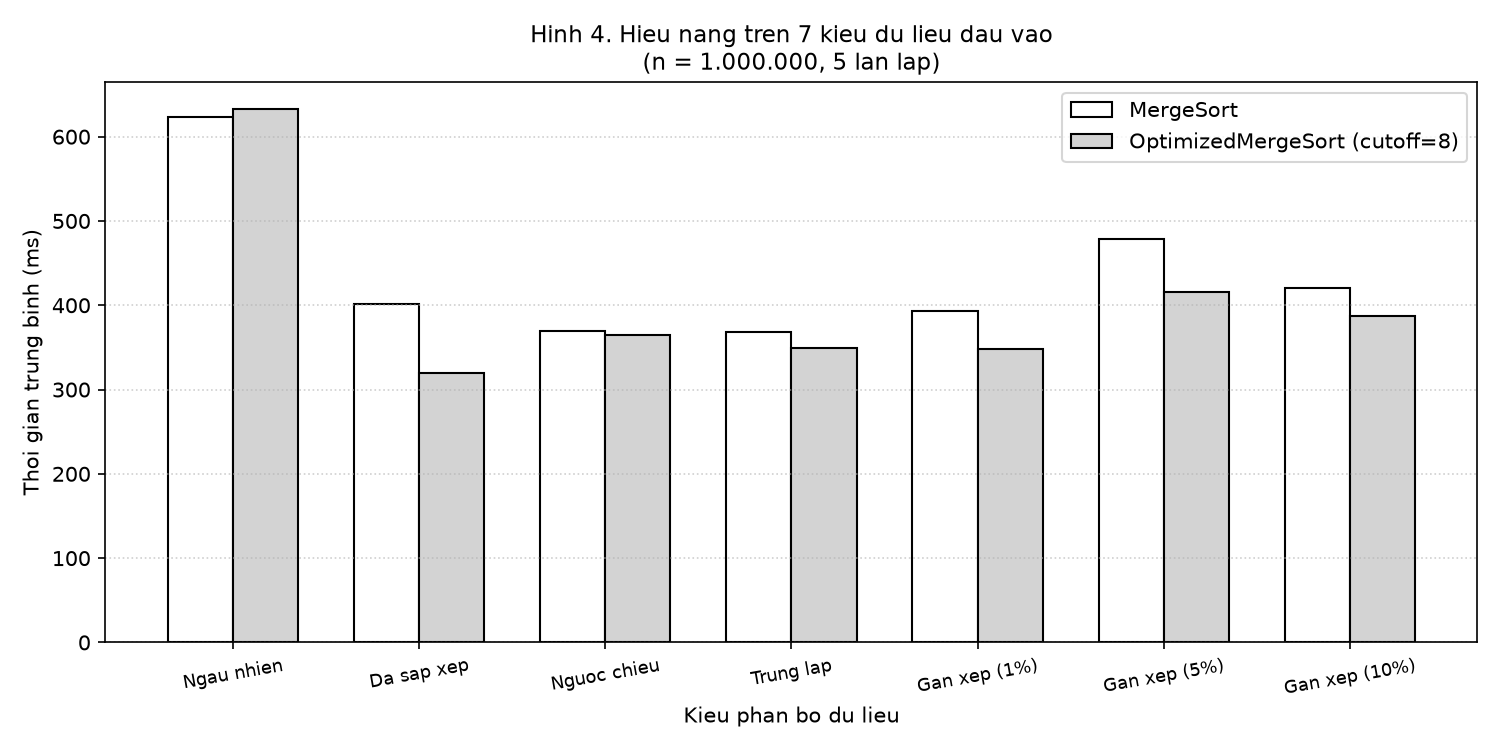 Hinh 4. Hieu nang tren 7 kieu du lieu dau vao
(n = 1.000.000, 5 lan lap)
MergeSort
OptimizedMergeSort (cutoff=8)
Thoi gian trung binh (ms)
600
500
400
300
200
100
0
Ngau nhien
Da sap xep
Nguoc chieu
Trung lap
Gan xep (1%)
Gan xep (5%)
Gan xep (10%)
Kieu phan bo du lieu